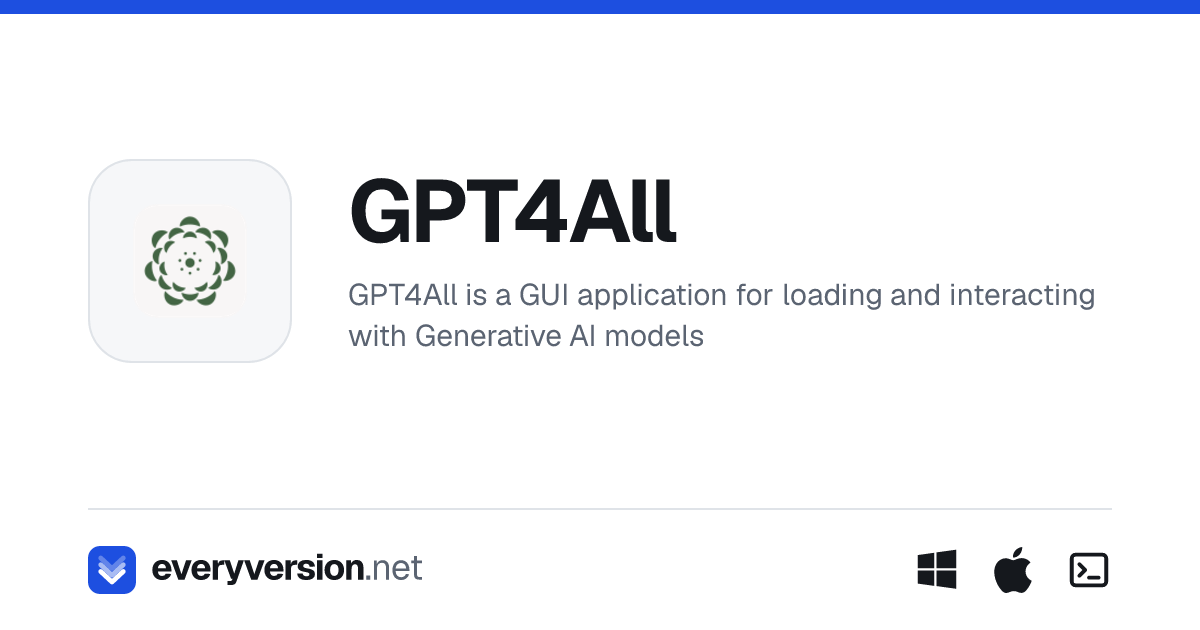 GPT4All
GPT4All is a GUI application for loading and interacting
with Generative AI models
everyversion.net